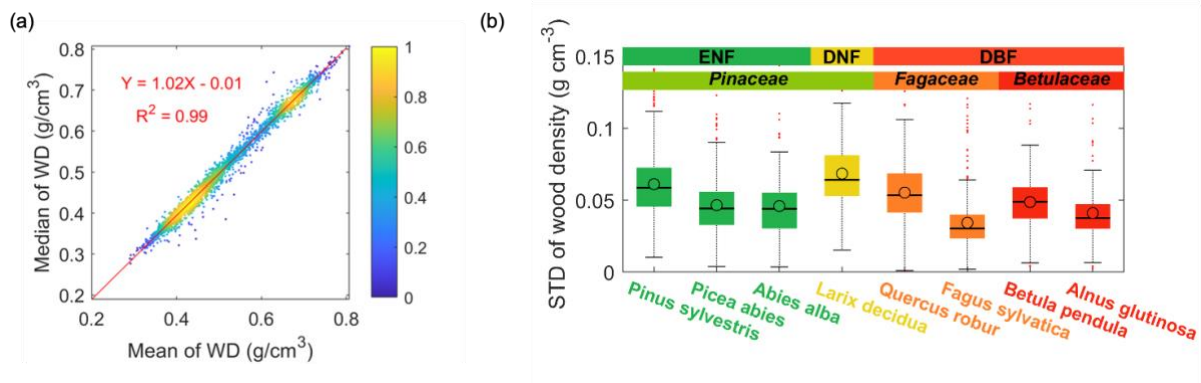 (a)
Median of WD (g/cm³)
0.8
0.7
0.6
0.5
0.4
0.3
0.2
Y = 1.02X - 0.01
R² = 0.99
0.2
0.4
0.6
0.8
Mean of WD (g/cm³)
1
0.8
0.6
0.4
0.2
0
(b)
STD of wood density (g cm⁻³)
0.15
0.1
0.05
0
ENF DNF DBF
Pinaceae Fagaceae Betulaceae
Pinus sylvestris
Picea abies
Abies alba
Larix decidua
Quercus robur
Fagus sylvatica
Betula pendula
Alnus glutinosa